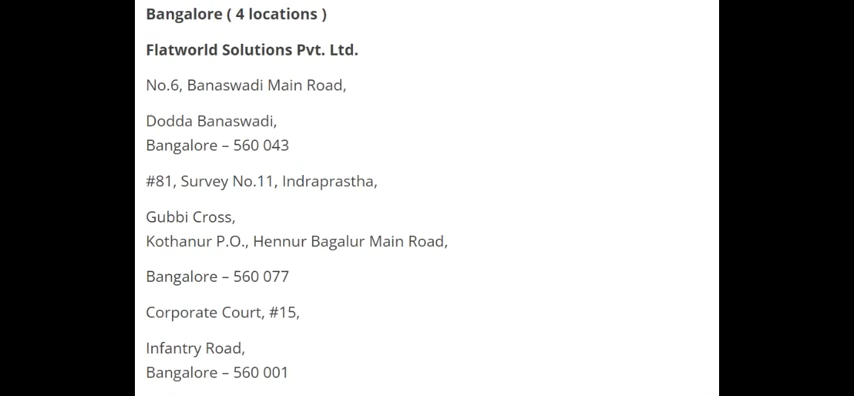 Bangalore ( 4 locations )
Flatworld Solutions Pvt. Ltd.
No.6, Banaswadi Main Road,
Dodda Banaswadi,
Bangalore – 560 043
#81, Survey No.11, Indraprastha,
Gubbi Cross,
Kothanur P.O., Hennur Bagalur Main Road,
Bangalore – 560 077
Corporate Court, #15,
Infantry Road,
Bangalore – 560 001